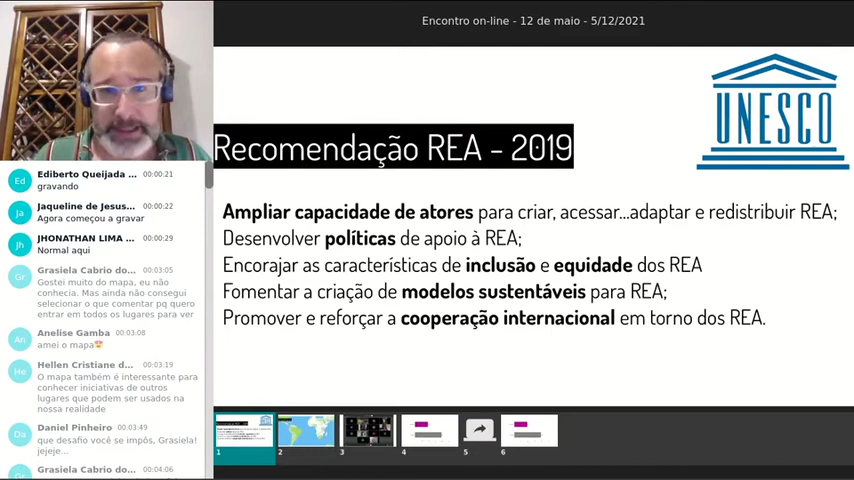 Encontro on-line - 12 de maio - 5/12/2021
UNESCO
Recomendação REA – 2019
Ampliar capacidade de atores para criar, acessar...adaptar e redistribuir REA;
Desenvolver políticas de apoio à REA;
Encorajar as características de inclusão e equidade dos REA
Fomentar a criação de modelos sustentáveis para REA;
Promover e reforçar a cooperação internacional em torno dos REA.
Ed Ediberto Queijada ... 00:00:21
gravando
Ja Jaqueline de Jesus... 00:00:22
Agora começou a gravar
Jh JHONATHAN LIMA ... 00:00:29
Normal aqui
Gr Grasiela Cabrio do... 00:03:05
Gostei muito do mapa, eu não
conhecia. Mas ainda não consegui
selecionar o que comentar pq quero
entrar em todos os lugares para ver
An Anelise Gamba 00:03:08
amei o mapa😍
He Hellen Cristiane d... 00:03:19
O mapa também é interessante para
conhecer iniciativas de outros
lugares que podem ser usados na
nossa realidade
Da Daniel Pinheiro 00:03:49
que desafio você se impôs, Grasiela!
jejeje...
Gr Grasiela Cabrio do... 00:04:06
1 2 3 4 5 6